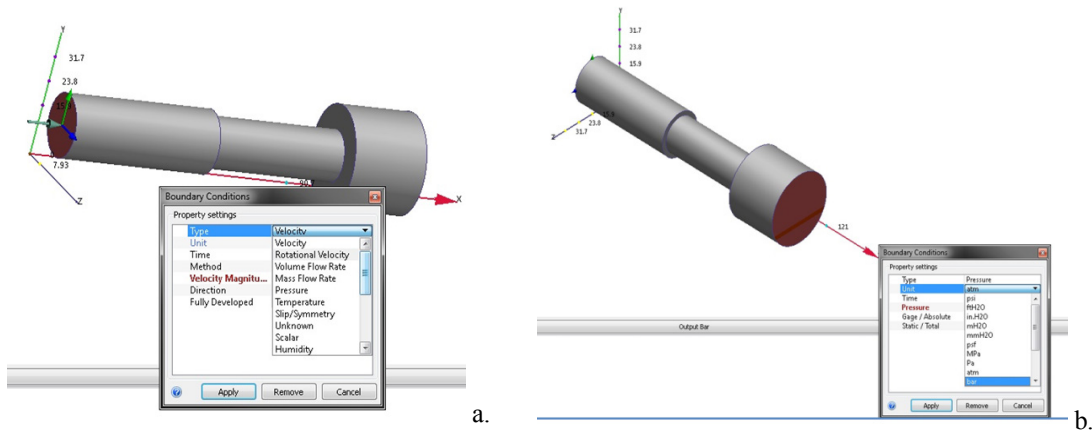 Y
31.7
23.8
15.9
7.93
Z
X
Boundary Conditions
Property settings
Type Velocity
Unit Velocity
Time Rotational Velocity
Method Volume Flow Rate
Velocity Magnitu... Mass Flow Rate
Direction Pressure
Fully Developed Temperature
Slip/Symmetry
Unknown
Scalar
Humidity
Apply Remove Cancel
a.
Y
31.7
23.8
15.9
15.9
23.8
31.7
Z
121
Boundary Conditions
Property settings
Type Pressure
Unit atm
Time psi
Pressure ftH2O
Gage / Absolute in.H2O
Static / Total mH2O
mmH2O
psf
MPa
Pa
atm
bar
Apply Remove Cancel
Output Bar
b.